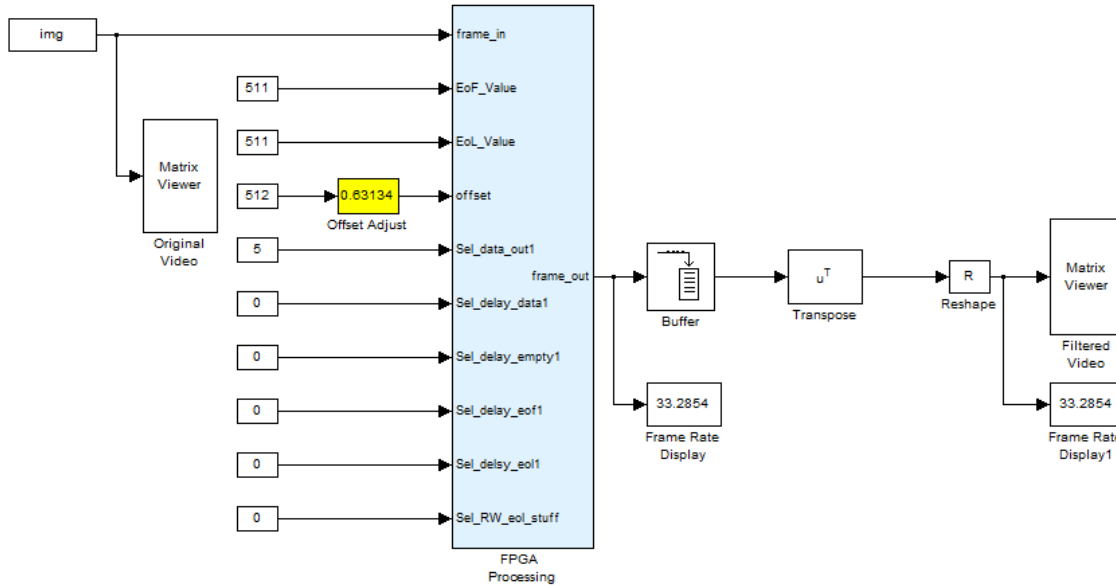 img
frame_in
511
EoF_Value
511
EoL_Value
Matrix
Viewer
Original
Video
512
0.63134
Offset Adjust
offset
5
Sel_data_out1
frame_out
0
Sel_delay_data1
0
Sel_delay_empty1
0
Sel_delay_eof1
0
Sel_delsy_eol1
0
Sel_RW_eol_stuff
FPGA
Processing
Buffer
u^T
Transpose
R
Reshape
Matrix
Viewer
Filtered
Video
33.2854
Frame Rate
Display
33.2854
Frame Rate
Display1